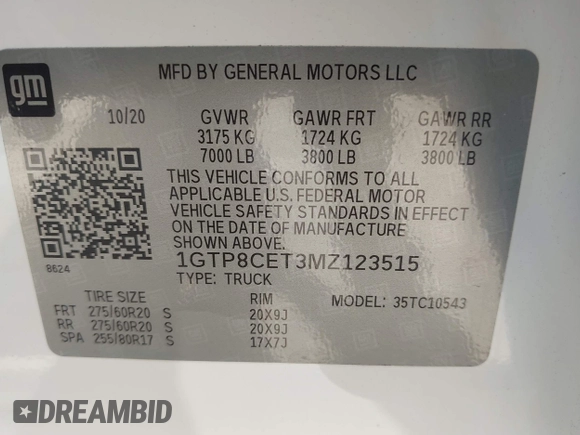 gm
MFD BY GENERAL MOTORS LLC
10/20 GVWR GAWR FRT GAWR RR
3175 KG 1724 KG 1724 KG
7000 LB 3800 LB 3800 LB
THIS VEHICLE CONFORMS TO ALL
APPLICABLE U.S. FEDERAL MOTOR
VEHICLE SAFETY STANDARDS IN EFFECT
ON THE DATE OF MANUFACTURE
SHOWN ABOVE.
8624
1GTP8CET3MZ123515
TYPE: TRUCK
TIRE SIZE RIM MODEL: 35TC10543
FRT 275/60R20 S 20X9J
RR 275/60R20 S 20X9J
SPA 255/80R17 S 17X7J
DREAMBID